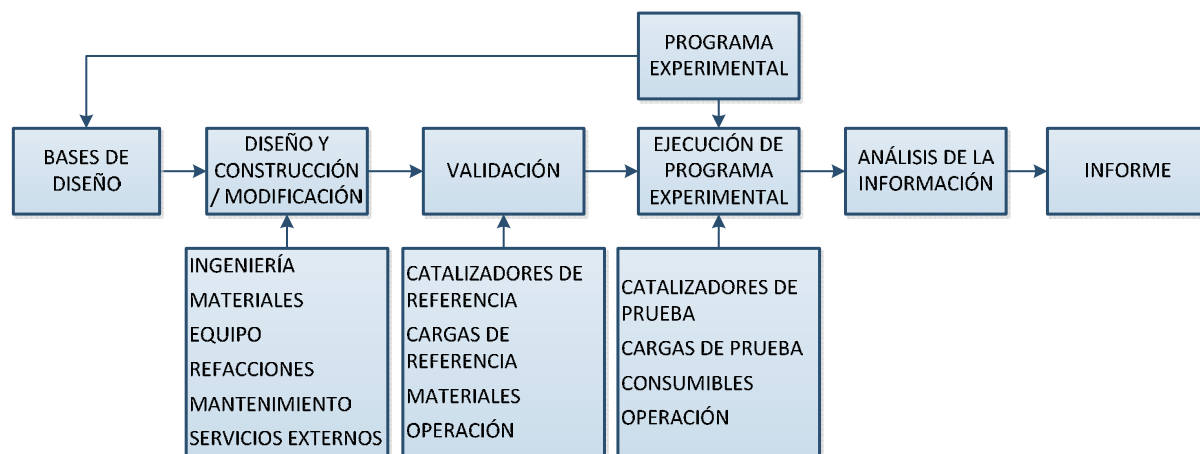 PROGRAMA
EXPERIMENTAL
BASES DE
DISEÑO
DISEÑO Y
CONSTRUCCIÓN
/ MODIFICACIÓN
VALIDACIÓN
EJECUCIÓN DE
PROGRAMA
EXPERIMENTAL
ANÁLISIS DE LA
INFORMACIÓN
INFORME
INGENIERÍA
MATERIALES
EQUIPO
REFACCIONES
MANTENIMIENTO
SERVICIOS EXTERNOS
CATALIZADORES DE
REFERENCIA
CARGAS DE
REFERENCIA
MATERIALES
OPERACIÓN
CATALIZADORES DE
PRUEBA
CARGAS DE PRUEBA
CONSUMIBLES
OPERACIÓN